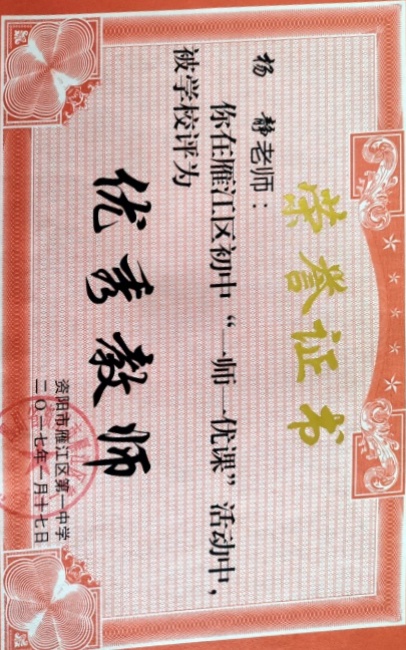 荣誉证书
杨静老师：
你在雁江区初中“一师一优课”活动中，
被学校评为
优秀教师
资阳市雁江区第一中学
二〇一七年一月十七日